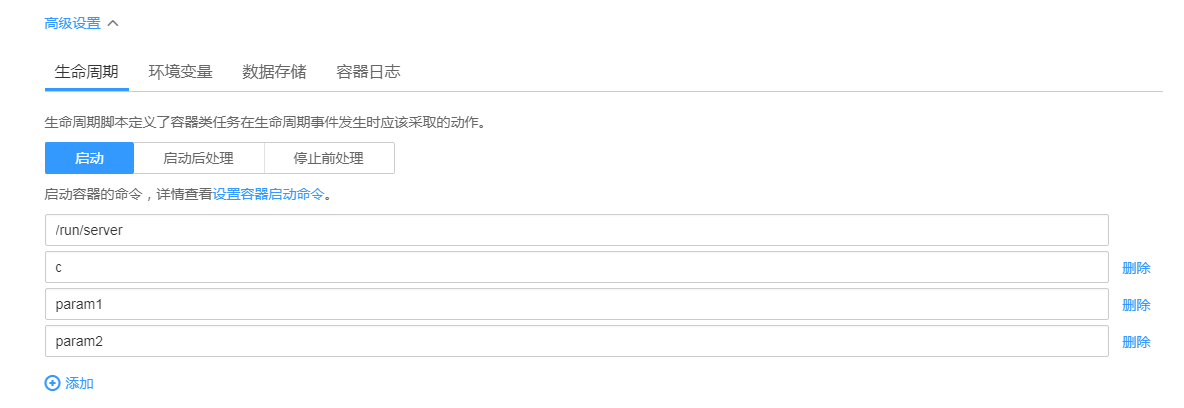 高级设置
生命周期 环境变量 数据存储 容器日志
生命周期脚本定义了容器类任务在生命周期事件发生时应该采取的动作。
启动 启动后处理 停止前处理
启动容器的命令，详情查看设置容器启动命令。
/run/server
c 删除
param1 删除
param2 删除
添加